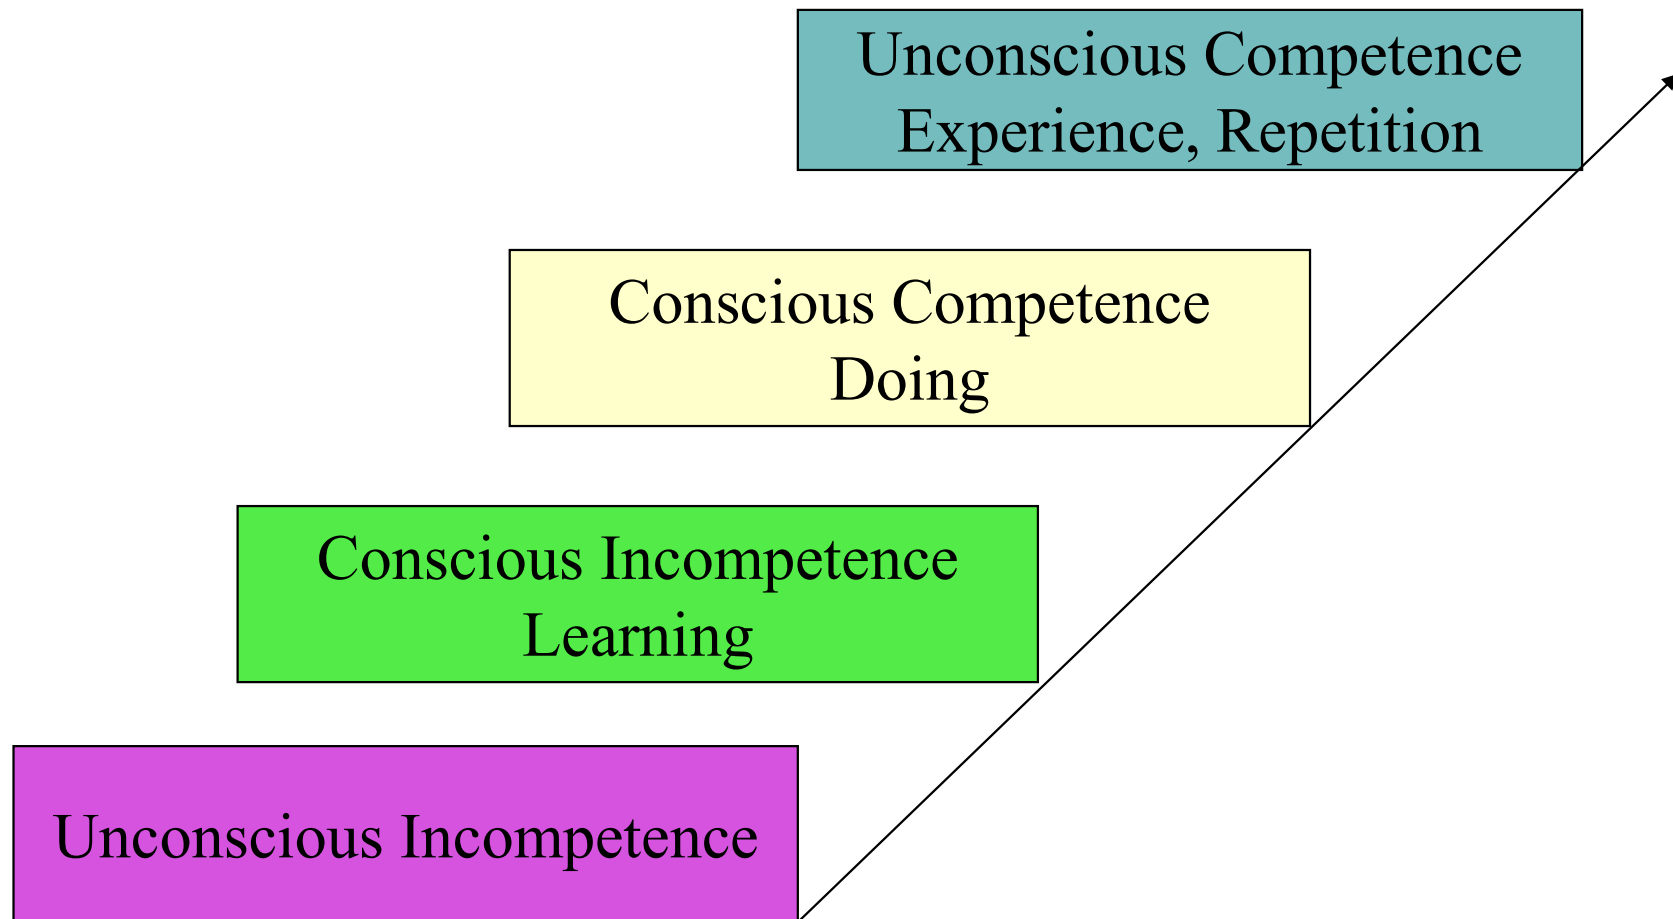 Unconscious Competence
Experience, Repetition
Conscious Competence
Doing
Conscious Incompetence
Learning
Unconscious Incompetence